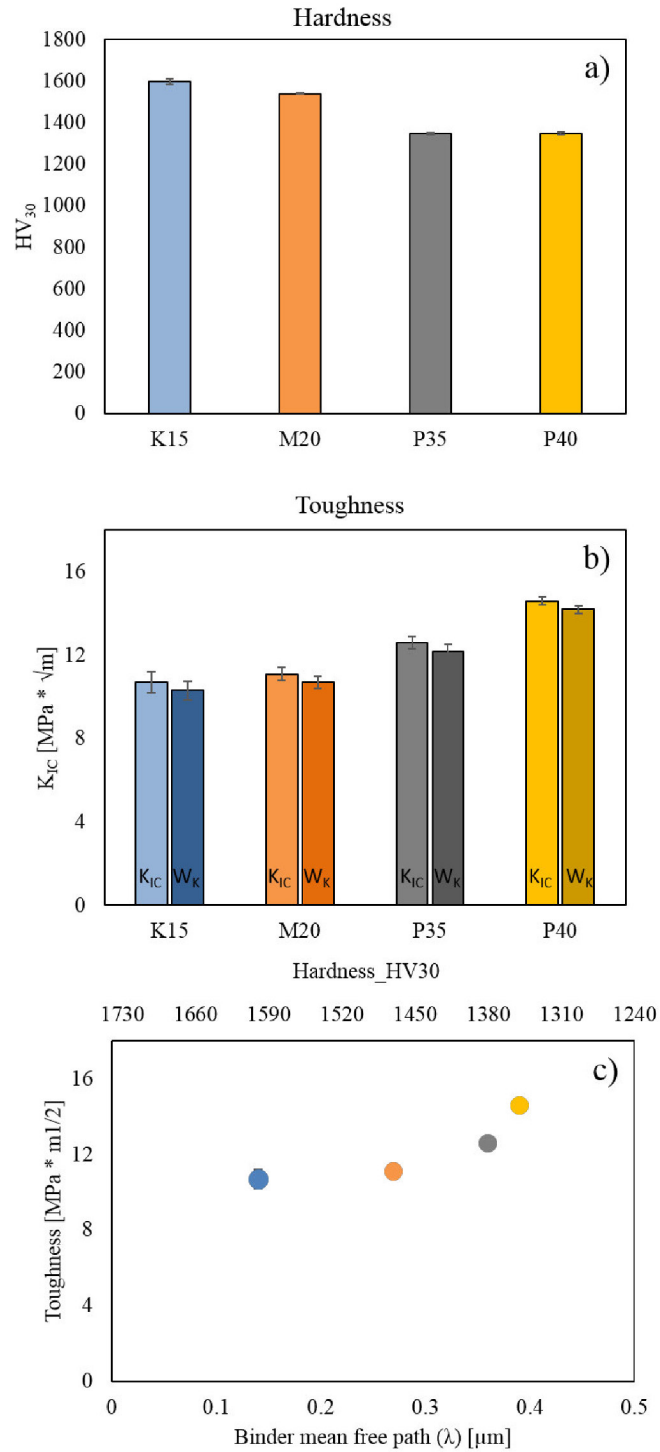 Hardness
a)
1800
1600
1400
1200
1000
800
600
400
200
0
HV30
K15 M20 P35 P40
Toughness
b)
16
12
8
4
0
KIC [MPa * √m]
KIC WK KIC WK KIC WK KIC WK
K15 M20 P35 P40
Hardness_HV30
1730 1660 1590 1520 1450 1380 1310 1240
c)
16
12
8
4
0
Toughness [MPa * m1/2]
0 0.1 0.2 0.3 0.4 0.5
Binder mean free path (λ) [μm]